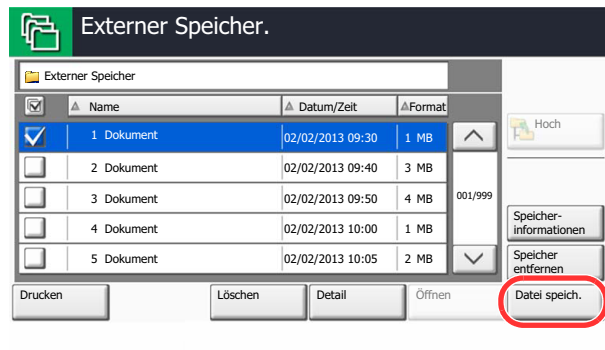 Externer Speicher.
Externer Speicher
Name Datum/Zeit Format
1 Dokument 02/02/2013 09:30 1 MB
2 Dokument 02/02/2013 09:40 3 MB
3 Dokument 02/02/2013 09:50 4 MB
4 Dokument 02/02/2013 10:00 1 MB
5 Dokument 02/02/2013 10:05 2 MB
001/999
Hoch
Speicher-
informationen
Speicher
entfernen
Drucken Löschen Detail Öffnen Datei speich.